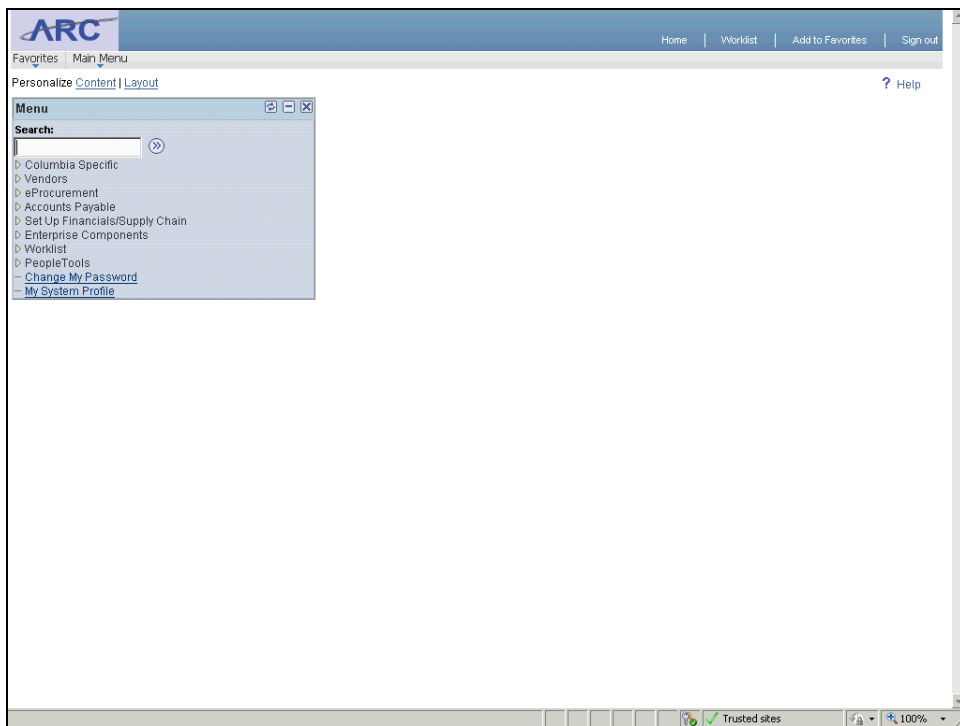 ARC
Home | Worklist | Add to Favorites | Sign out
Favorites Main Menu
Personalize Content | Layout
? Help
Menu
Search:
Columbia Specific
Vendors
eProcurement
Accounts Payable
Set Up Financials/Supply Chain
Enterprise Components
Worklist
PeopleTools
Change My Password
My System Profile
Trusted sites
100%